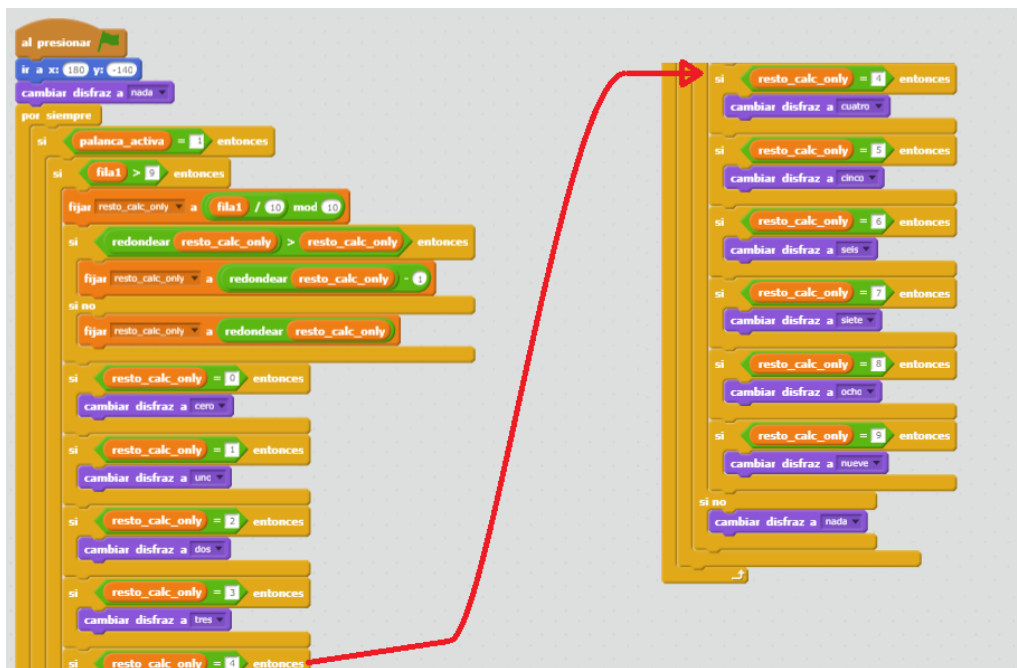 al presionar
ir a x: 180 y: -140
cambiar disfraz a nada
por siempre
si palanca_activa = 1 entonces
si fila1 > 9 entonces
fijar resto_calc_only a fila1 / 10 mod 10
si redondear resto_calc_only > resto_calc_only entonces
fijar resto_calc_only a redondear resto_calc_only - 1
si no
fijar resto_calc_only a redondear resto_calc_only
si resto_calc_only = 0 entonces
cambiar disfraz a cero
si resto_calc_only = 1 entonces
cambiar disfraz a uno
si resto_calc_only = 2 entonces
cambiar disfraz a dos
si resto_calc_only = 3 entonces
cambiar disfraz a tres
si resto_calc_only = 4 entonces
si resto_calc_only = 4 entonces
cambiar disfraz a cuatro
si resto_calc_only = 5 entonces
cambiar disfraz a cinco
si resto_calc_only = 6 entonces
cambiar disfraz a seis
si resto_calc_only = 7 entonces
cambiar disfraz a siete
si resto_calc_only = 8 entonces
cambiar disfraz a ocho
si resto_calc_only = 9 entonces
cambiar disfraz a nueve
si no
cambiar disfraz a nada